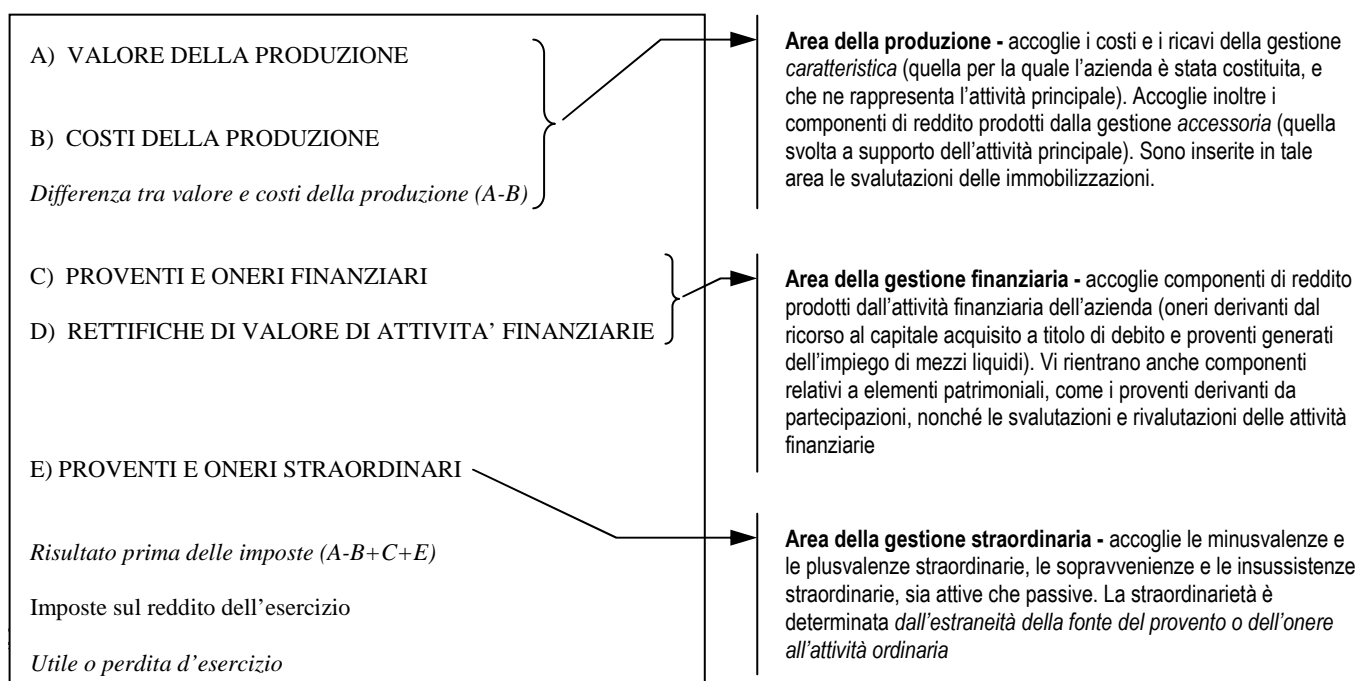 A) VALORE DELLA PRODUZIONE
B) COSTI DELLA PRODUZIONE
Differenza tra valore e costi della produzione (A-B)
C) PROVENTI E ONERI FINANZIARI
D) RETTIFICHE DI VALORE DI ATTIVITA’ FINANZIARIE
E) PROVENTI E ONERI STRAORDINARI
Risultato prima delle imposte (A-B+C+E)
Imposte sul reddito dell’esercizio
Utile o perdita d’esercizio
Area della produzione - accoglie i costi e i ricavi della gestione
caratteristica (quella per la quale l’azienda è stata costituita, e
che ne rappresenta l’attività principale). Accoglie inoltre i
componenti di reddito prodotti dalla gestione accessoria (quella
svolta a supporto dell’attività principale). Sono inserite in tale
area le svalutazioni delle immobilizzazioni.
Area della gestione finanziaria - accoglie componenti di reddito
prodotti dall’attività finanziaria dell’azienda (oneri derivanti dal
ricorso al capitale acquisito a titolo di debito e proventi generati
dell’impiego di mezzi liquidi). Vi rientrano anche componenti
relativi a elementi patrimoniali, come i proventi derivanti da
partecipazioni, nonché le svalutazioni e rivalutazioni delle attività
finanziarie
Area della gestione straordinaria - accoglie le minusvalenze e
le plusvalenze straordinarie, le sopravvenienze e le insussistenze
straordinarie, sia attive che passive. La straordinarietà è
determinata dall’estraneità della fonte del provento o dell’onere
all’attività ordinaria